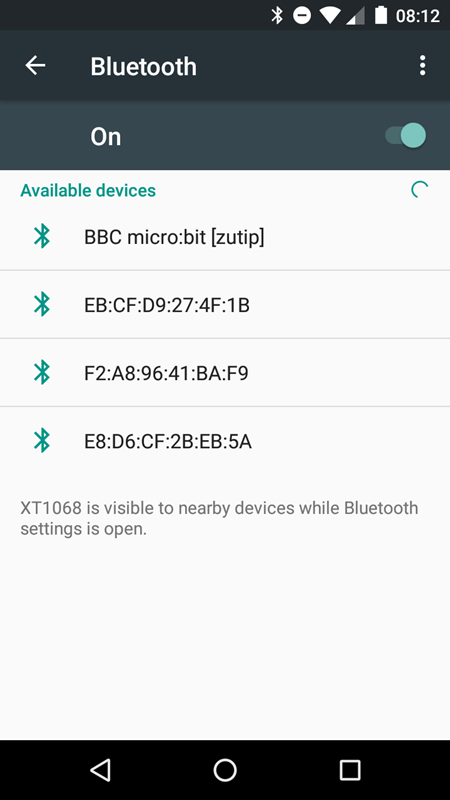 08:12
Bluetooth
On
Available devices
BBC micro:bit [zutip]
EB:CF:D9:27:4F:1B
F2:A8:96:41:BA:F9
E8:D6:CF:2B:EB:5A
XT1068 is visible to nearby devices while Bluetooth
settings is open.